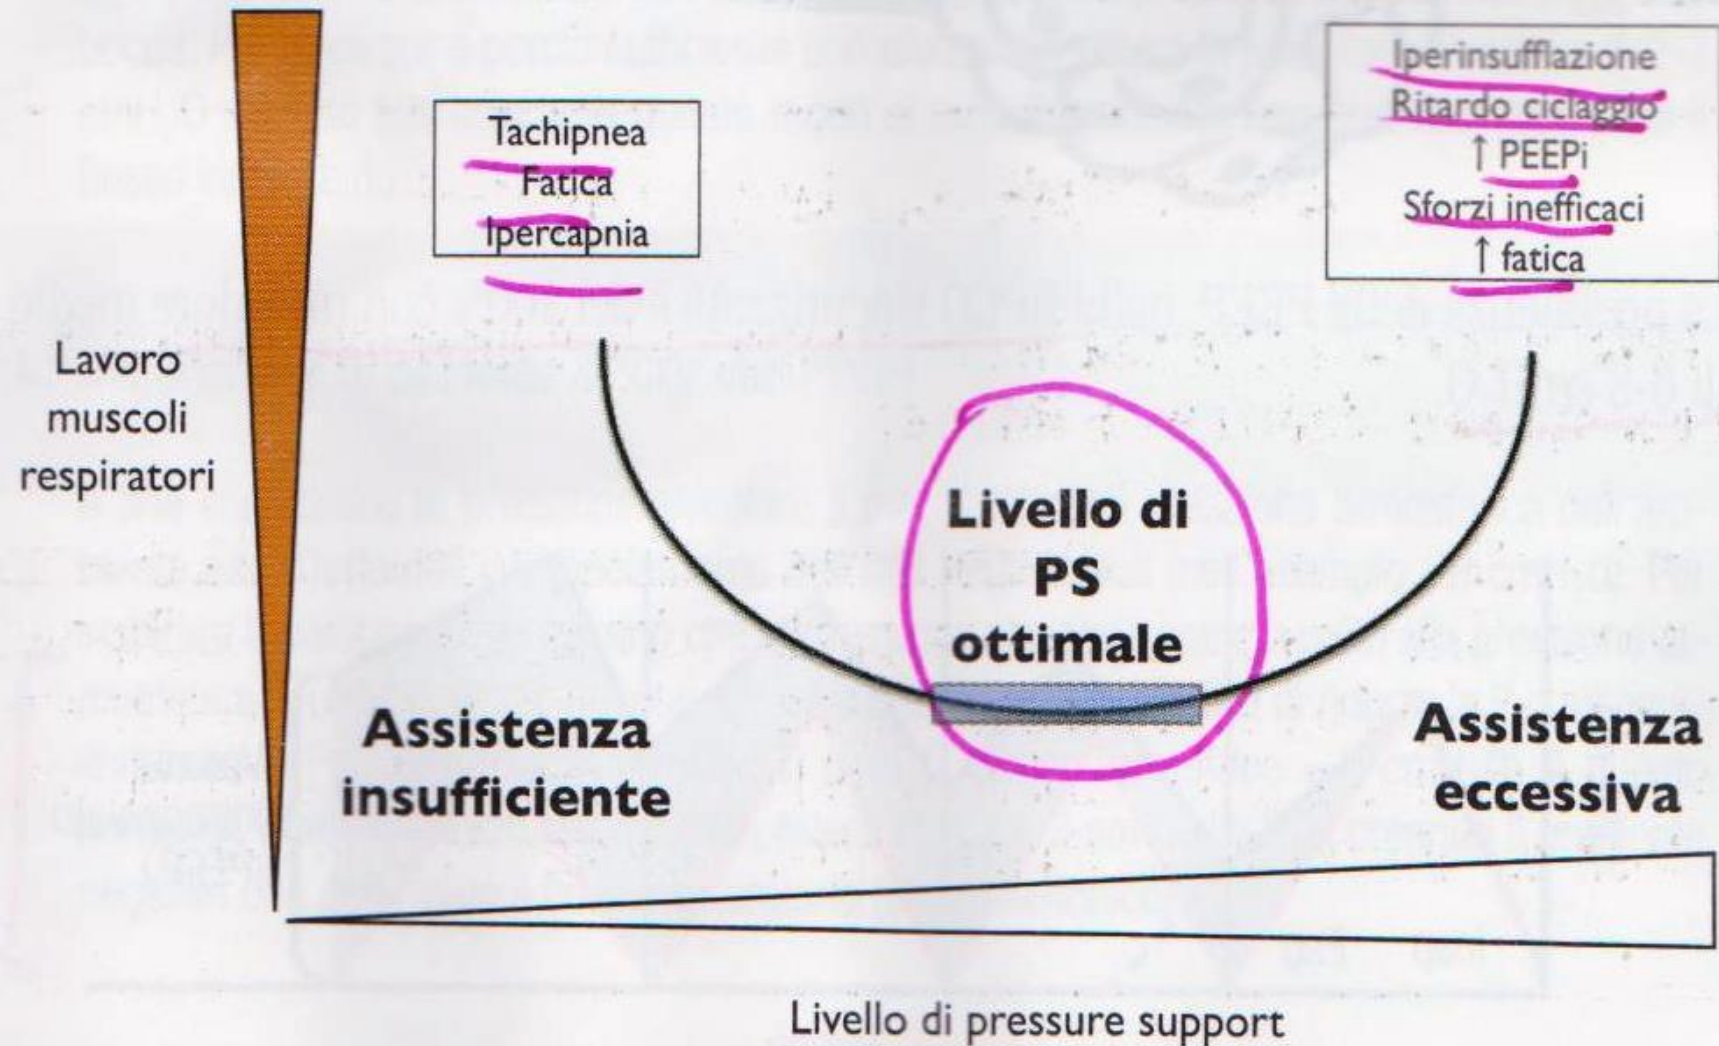 Tachipnea
Fatica
Ipercapnia
Iperinsufflazione
Ritardo ciclaggio
↑ PEEPi
Sforzi inefficaci
↑ fatica
Lavoro
muscoli
respiratori
Livello di
PS
ottimale
Assistenza
insufficiente
Assistenza
eccessiva
Livello di pressure support